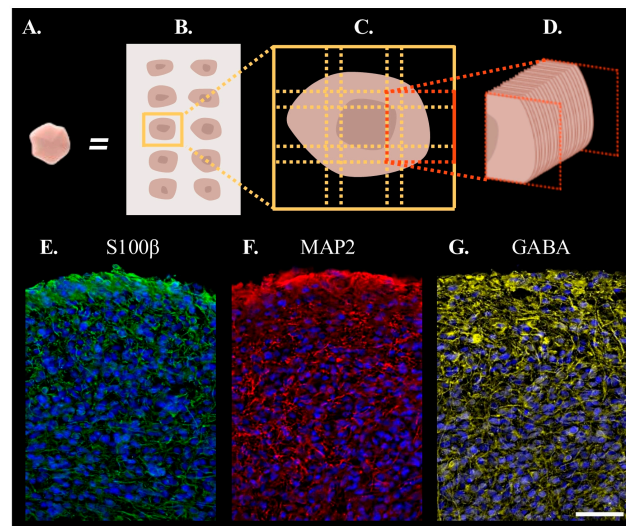 A.
B.
C.
D.
=
E. S100β
F. MAP2
G. GABA